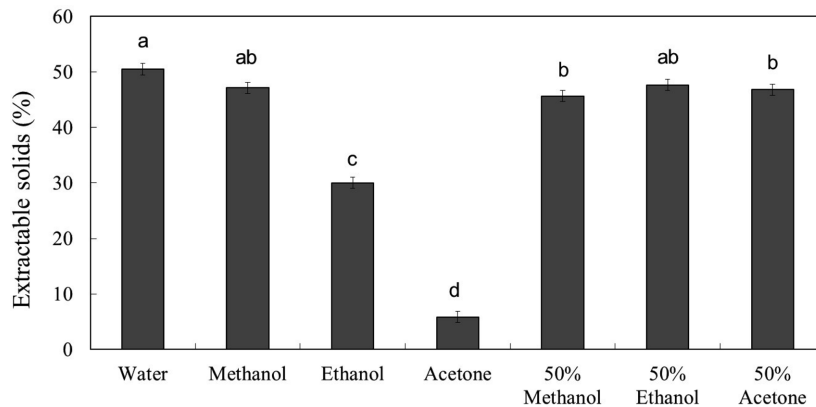 Extractable solids (%)
60
50
40
30
20
10
0
a
ab
c
d
b
ab
b
Water
Methanol
Ethanol
Acetone
50%
Methanol
50%
Ethanol
50%
Acetone